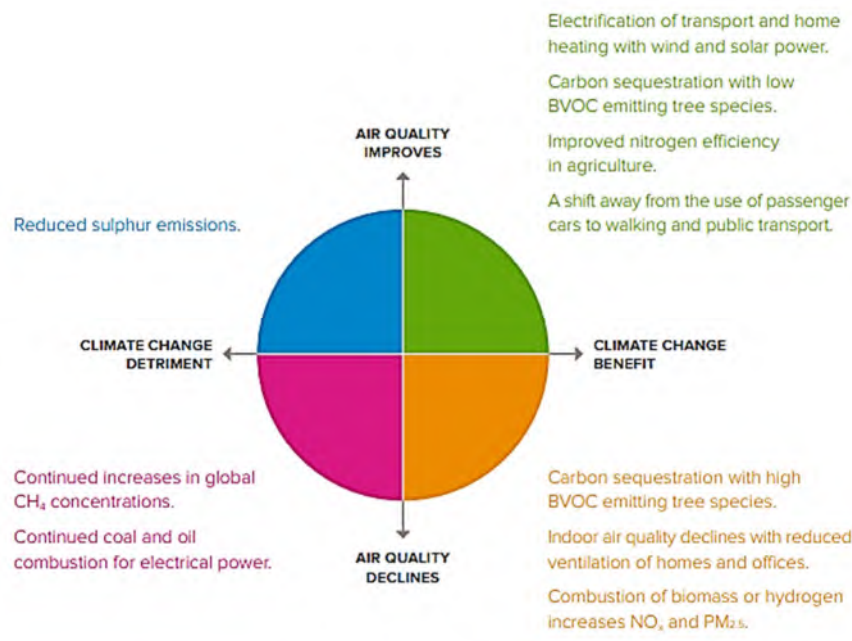 Electrification of transport and home
heating with wind and solar power.
Carbon sequestration with low
BVOC emitting tree species.
Improved nitrogen efficiency
in agriculture.
A shift away from the use of passenger
cars to walking and public transport.
AIR QUALITY
IMPROVES
Reduced sulphur emissions.
CLIMATE CHANGE
DETRIMENT
CLIMATE CHANGE
BENEFIT
Continued increases in global
CH₄ concentrations.
Continued coal and oil
combustion for electrical power.
AIR QUALITY
DECLINES
Carbon sequestration with high
BVOC emitting tree species.
Indoor air quality declines with reduced
ventilation of homes and offices.
Combustion of biomass or hydrogen
increases NOₓ and PM₂.₅.